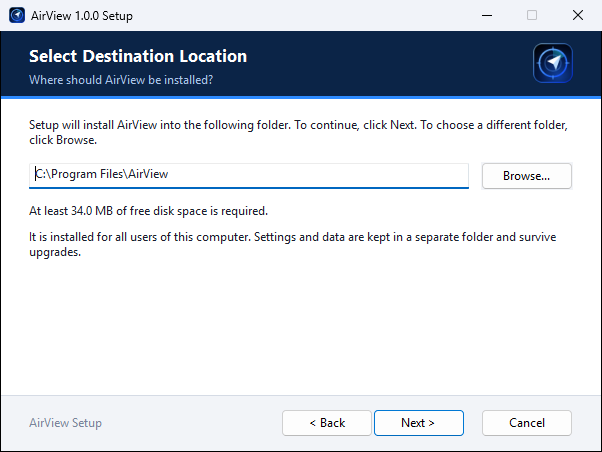 AirView 1.0.0 Setup
Select Destination Location
Where should AirView be installed?
Setup will install AirView into the following folder. To continue, click Next. To choose a different folder,
click Browse.
C:\Program Files\AirView
Browse...
At least 34.0 MB of free disk space is required.
It is installed for all users of this computer. Settings and data are kept in a separate folder and survive
upgrades.
AirView Setup
< Back
Next >
Cancel